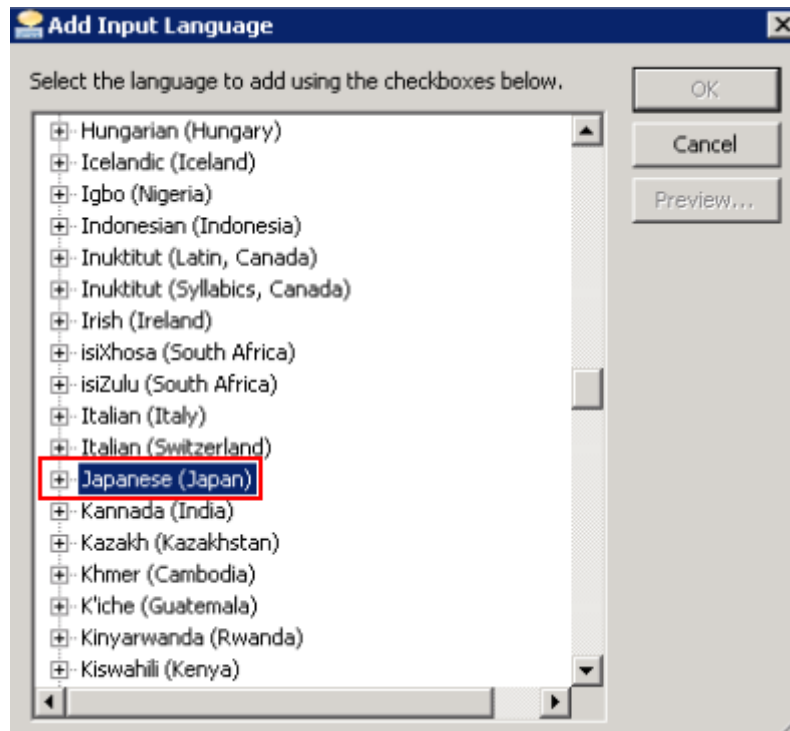 Add Input Language
Select the language to add using the checkboxes below.
OK
Cancel
Preview...
Hungarian (Hungary)
Icelandic (Iceland)
Igbo (Nigeria)
Indonesian (Indonesia)
Inuktitut (Latin, Canada)
Inuktitut (Syllabics, Canada)
Irish (Ireland)
isiXhosa (South Africa)
isiZulu (South Africa)
Italian (Italy)
Italian (Switzerland)
Japanese (Japan)
Kannada (India)
Kazakh (Kazakhstan)
Khmer (Cambodia)
K'iche (Guatemala)
Kinyarwanda (Rwanda)
Kiswahili (Kenya)